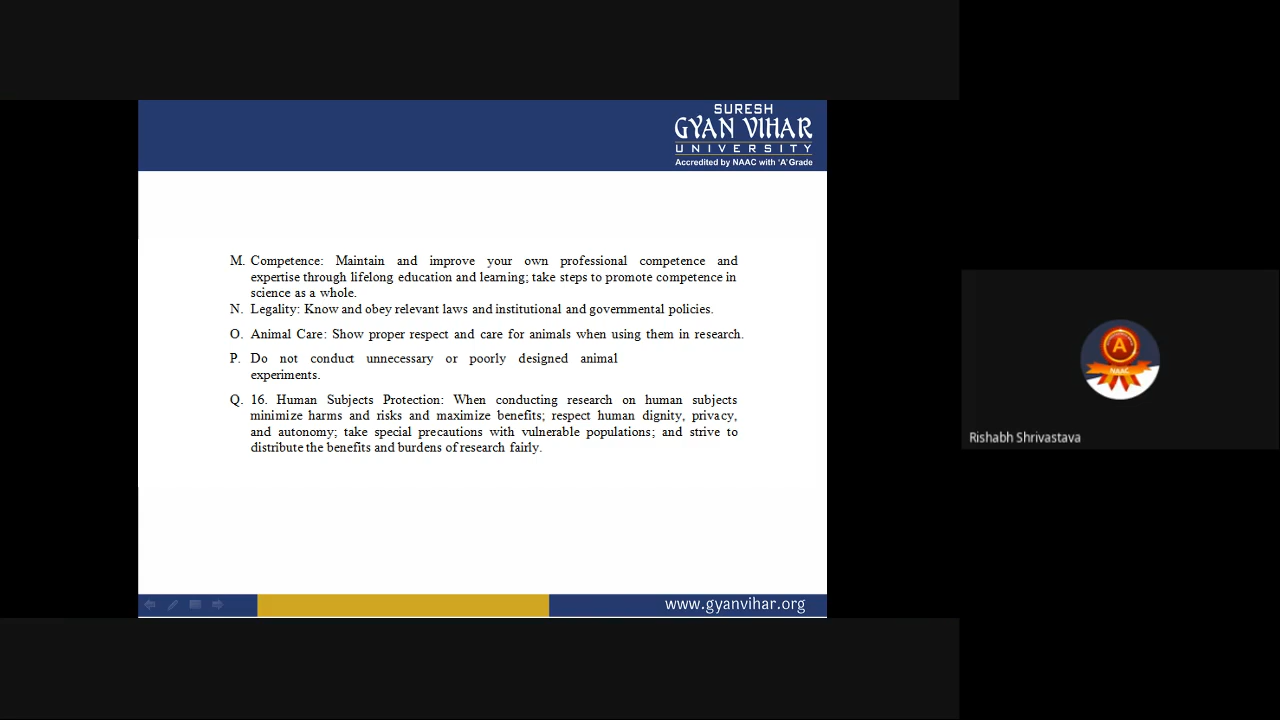 SURESH
GYAN VIHAR
UNIVERSITY
Accredited by NAAC with 'A' Grade
M. Competence: Maintain and improve your own professional competence and
expertise through lifelong education and learning; take steps to promote competence in
science as a whole.
N. Legality: Know and obey relevant laws and institutional and governmental policies.
O. Animal Care: Show proper respect and care for animals when using them in research.
P. Do not conduct unnecessary or poorly designed animal
experiments.
Q. 16. Human Subjects Protection: When conducting research on human subjects
minimize harms and risks and maximize benefits; respect human dignity, privacy,
and autonomy; take special precautions with vulnerable populations; and strive to
distribute the benefits and burdens of research fairly.
www.gyanvihar.org
A
NAAC
Rishabh Shrivastava